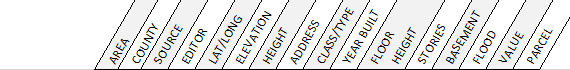 AREA
COUNTY
SOURCE
EDITOR
LAT/LONG
ELEVATION
HEIGHT
ADDRESS
CLASS/TYPE
YEAR BUILT
FLOOR
HEIGHT
STORIES
BASEMENT
FLOOD
VALUE
PARCEL